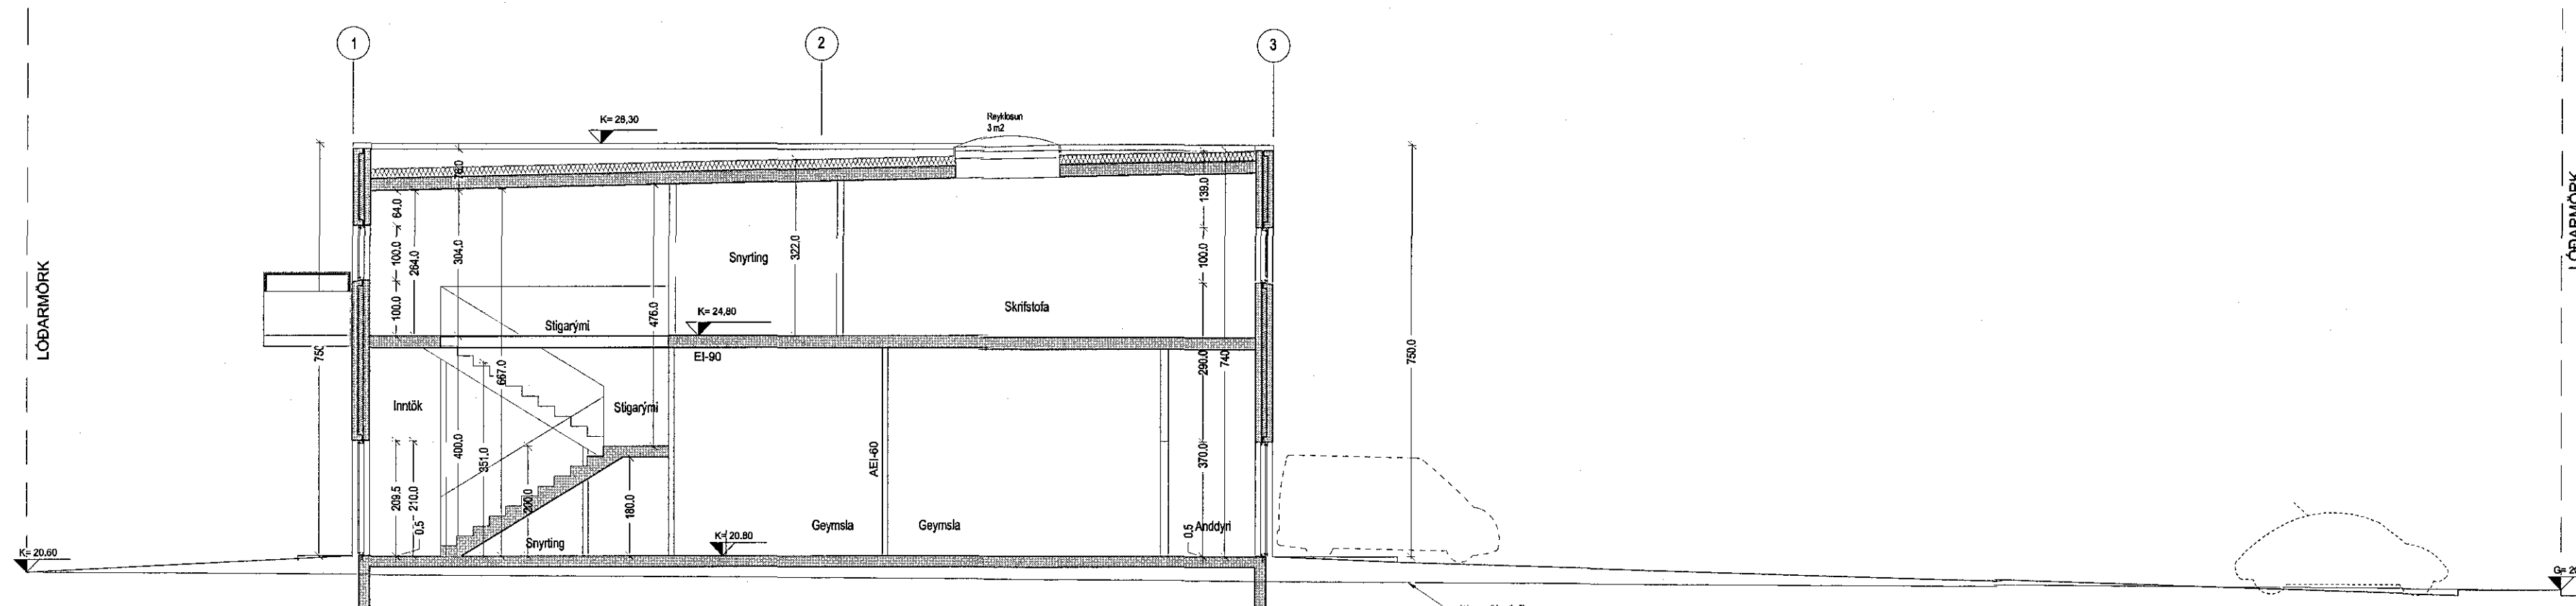 1
2
3
K= 28,30
Reyklosun
3 m2
64.0
100.0
100.0
264.0
304.0
667.0
476.0
Snyrting
322.0
139.0
100.0
Skrifstofa
K= 24,80
Stigarými
EI-90
LÓÐARMÖRK
LÓÐARMÖRK
750
750.0
290.0
740
Inntök
Stigarými
400.0
351.0
AEI-60
370.0
209.5
210.0
200.0
180.0
0.5
0.5
Geymsla
Geymsla
Anddyri
Snyrting
K= 20.80
K= 20.60